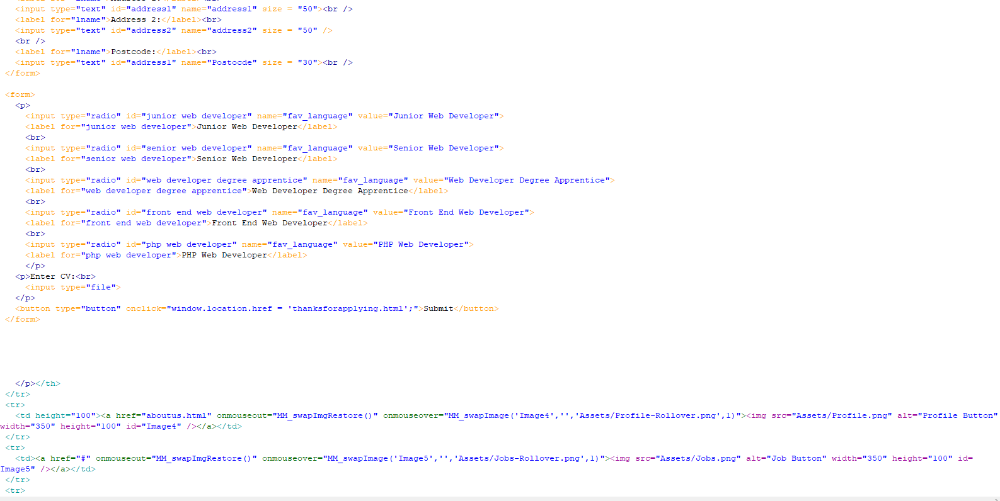 <input type="text" id="address1" name="address1" size = "50"><br />
<label for="lname">Address 2:</label><br>
<input type="text" id="address2" name="address2" size = "50" />
<br />
<label for="lname">Postcode:</label><br>
<input type="text" id="address1" name="Postocde" size = "30"><br />
</form>
<form>
<p>
<input type="radio" id="junior web developer" name="fav_language" value="Junior Web Developer">
<label for="junior web developer">Junior Web Developer</label>
<br>
<input type="radio" id="senior web developer" name="fav_language" value="Senior Web Developer">
<label for="senior web developer">Senior Web Developer</label>
<br>
<input type="radio" id="web developer degree apprentice" name="fav_language" value="Web Developer Degree Apprentice">
<label for="web developer degree apprentice">Web Developer Degree Apprentice</label>
<br>
<input type="radio" id="front end web developer" name="fav_language" value="Front End Web Developer">
<label for="front end web developer">Front End Web Developer</label>
<br>
<input type="radio" id="php web developer" name="fav_language" value="PHP Web Developer">
<label for="php web developer">PHP Web Developer</label>
</p>
<p>Enter CV:<br>
<input type="file">
</p>
<button type="button" onclick="window.location.href = 'thanksforapplying.html';">Submit</button>
</form>
</p></th>
</tr>
<tr>
<td height="100"><a href="aboutus.html" onmouseout="MM_swapImgRestore()" onmouseover="MM_swapImage('Image4','','Assets/Profile-Rollover.png',1)"><img src="Assets/Profile.png" alt="Profile Button"
width="350" height="100" id="Image4" /></a></td>
</tr>
<tr>
<td><a href="#" onmouseout="MM_swapImgRestore()" onmouseover="MM_swapImage('Image5','','Assets/Jobs-Rollover.png',1)"><img src="Assets/Jobs.png" alt="Job Button" width="350" height="100" id=
Image5" /></a></td>
</tr>
<tr>